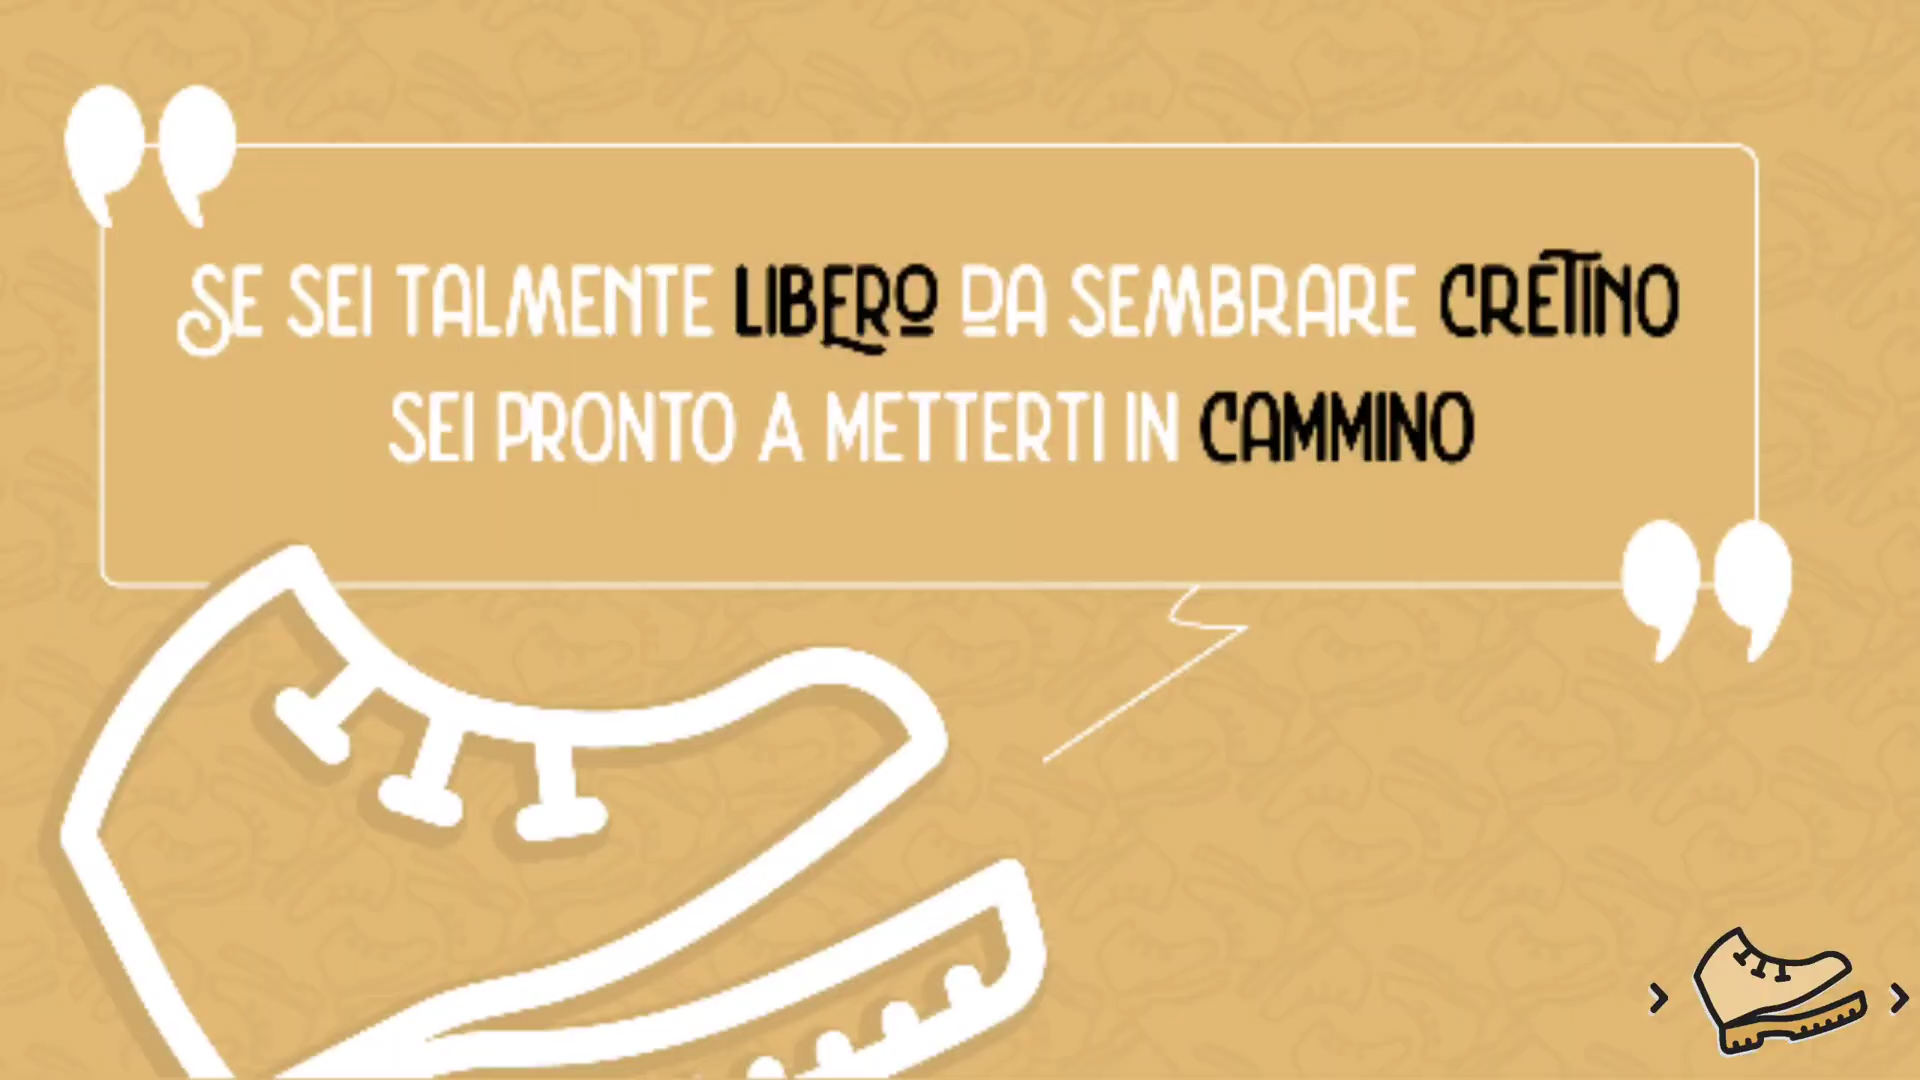 SE SEI TALMENTE LIBERO DA SEMBRARE CRETINO
SEI PRONTO A METTERTI IN CAMMINO